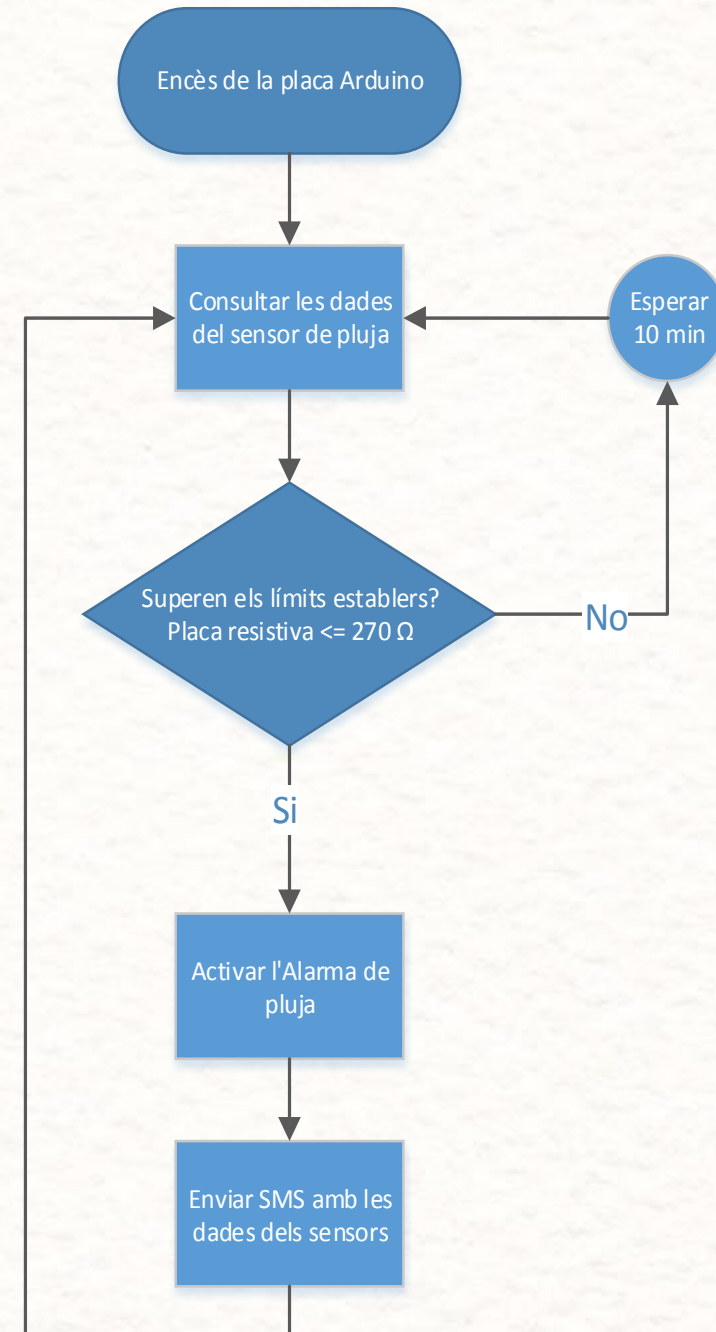 Encès de la placa Arduino
Consultar les dades
del sensor de pluja
Esperar
10 min
Superen els límits establers?
Placa resistiva <= 270 Ω
No
Si
Activar l'Alarma de
pluja
Enviar SMS amb les
dades dels sensors